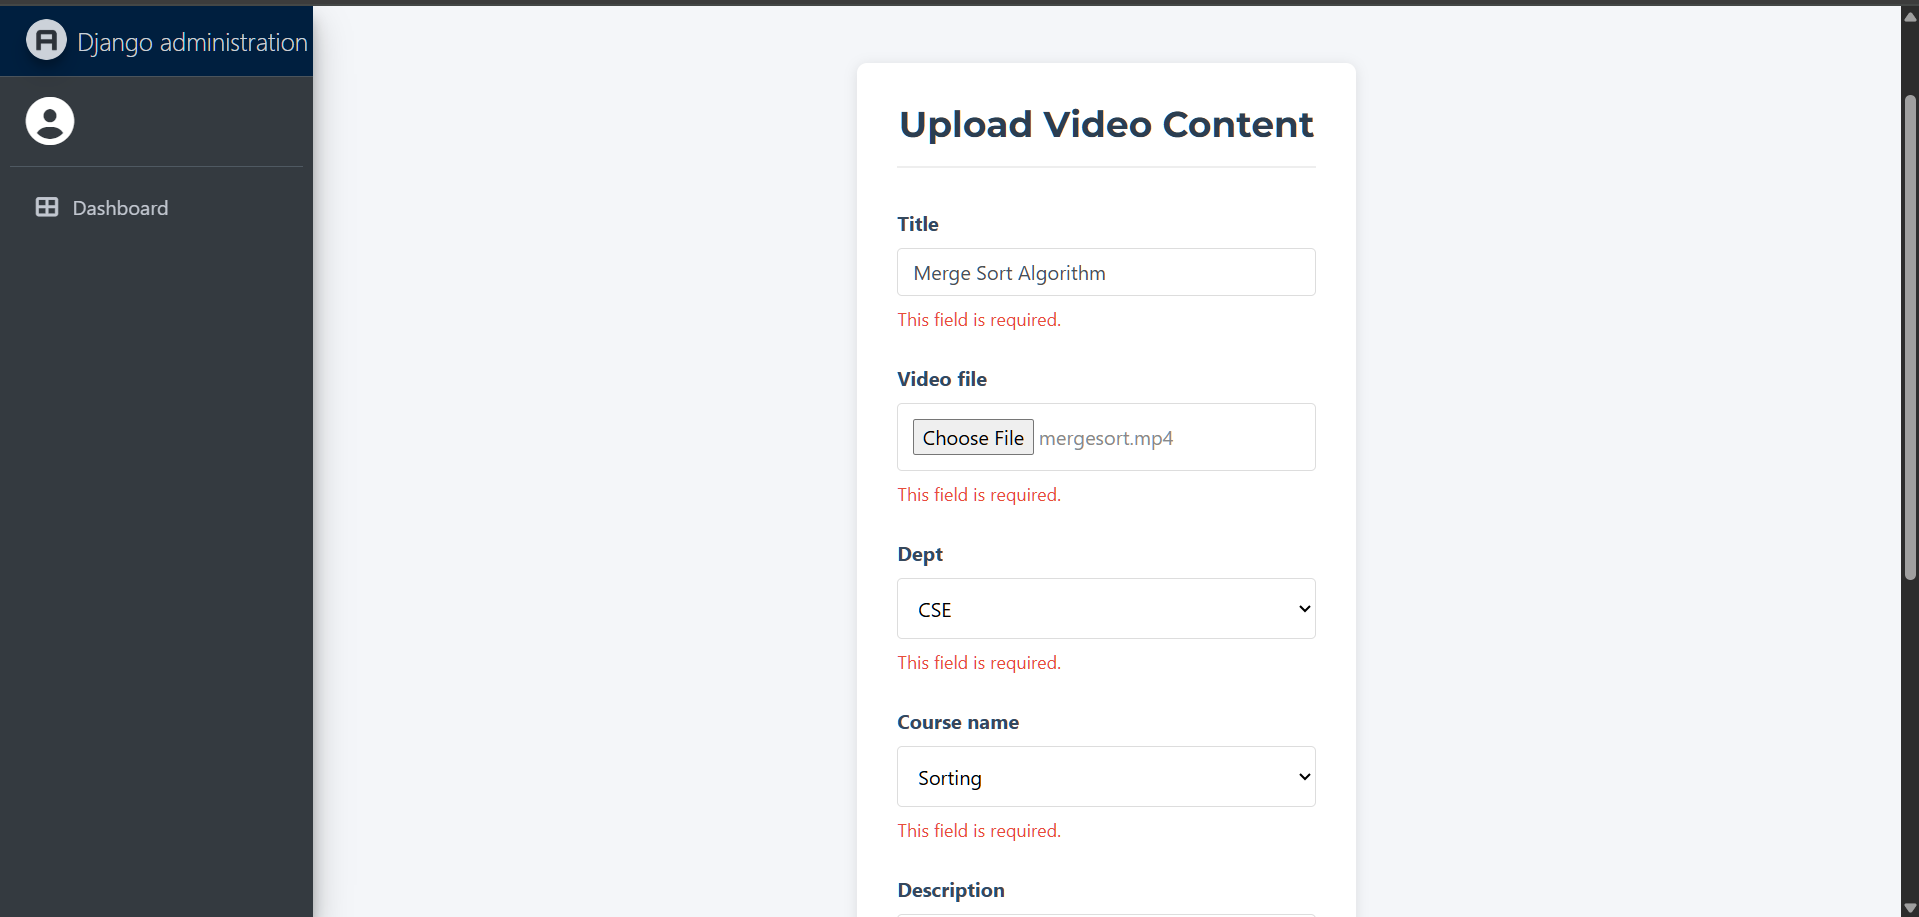 Django administration
Dashboard
Upload Video Content
Title
Merge Sort Algorithm
This field is required.
Video file
Choose File mergesort.mp4
This field is required.
Dept
CSE
This field is required.
Course name
Sorting
This field is required.
Description